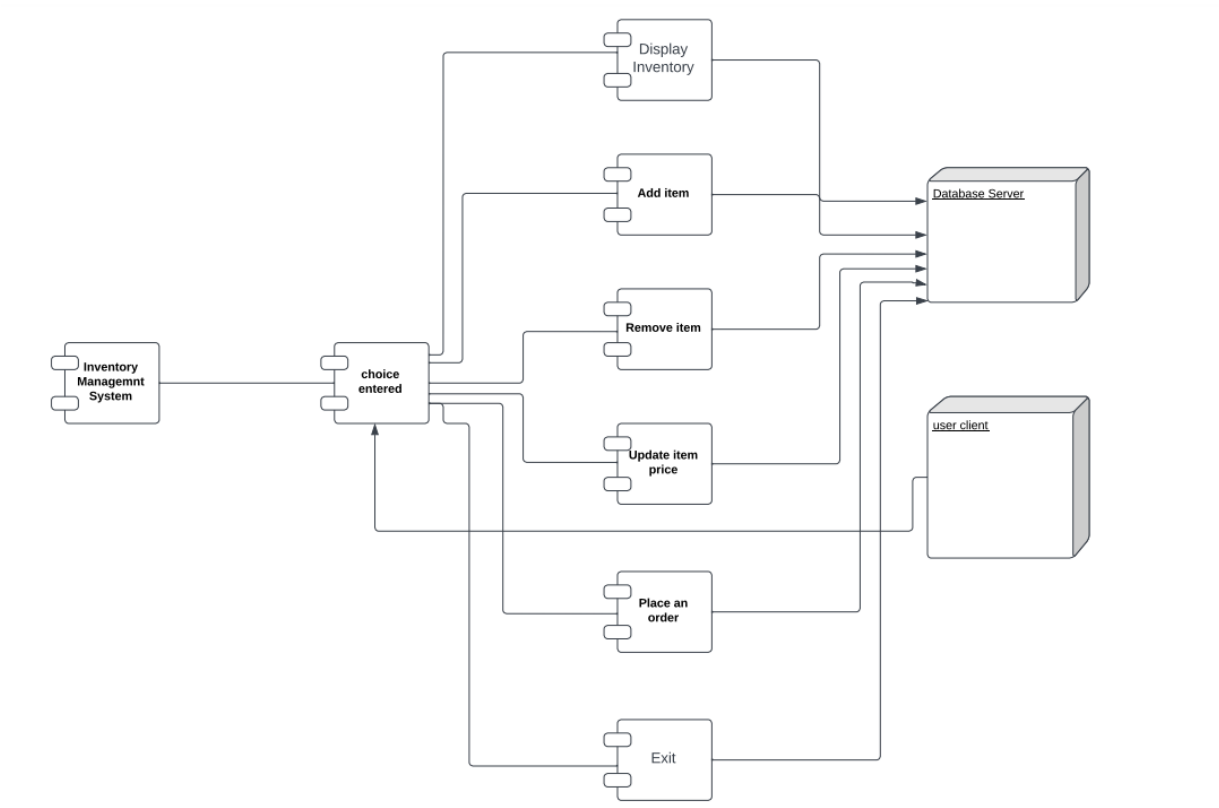 Display
Inventory
Add item
Database Server
Remove item
Inventory
Managemnt
System
choice
entered
user client
Update item
price
Place an
order
Exit